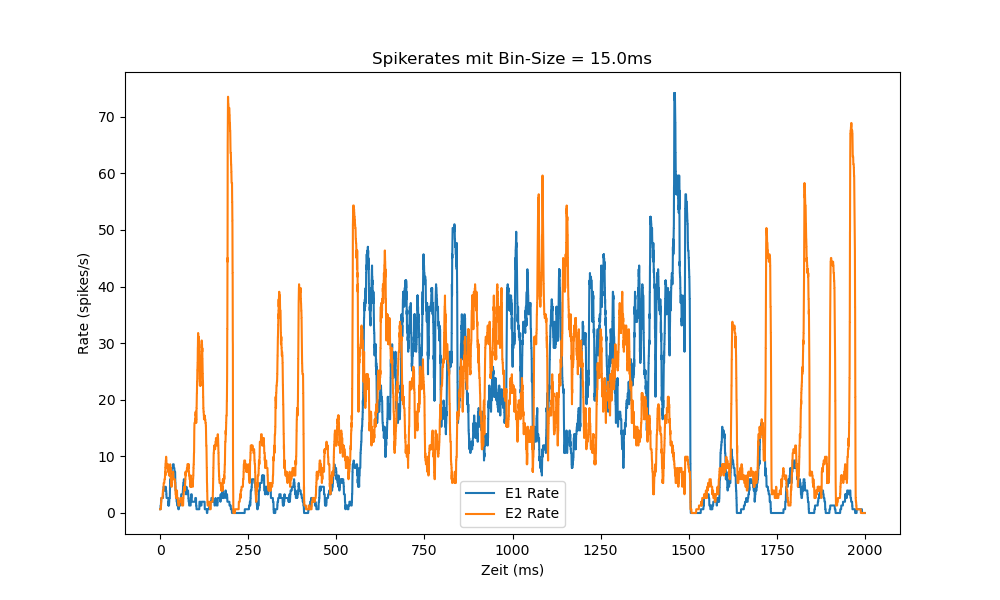 Spikerates mit Bin-Size = 15.0ms
Rate (spikes/s)
70
60
50
40
30
20
10
0
E1 Rate
E2 Rate
0 250 500 750 1000 1250 1500 1750 2000
Zeit (ms)